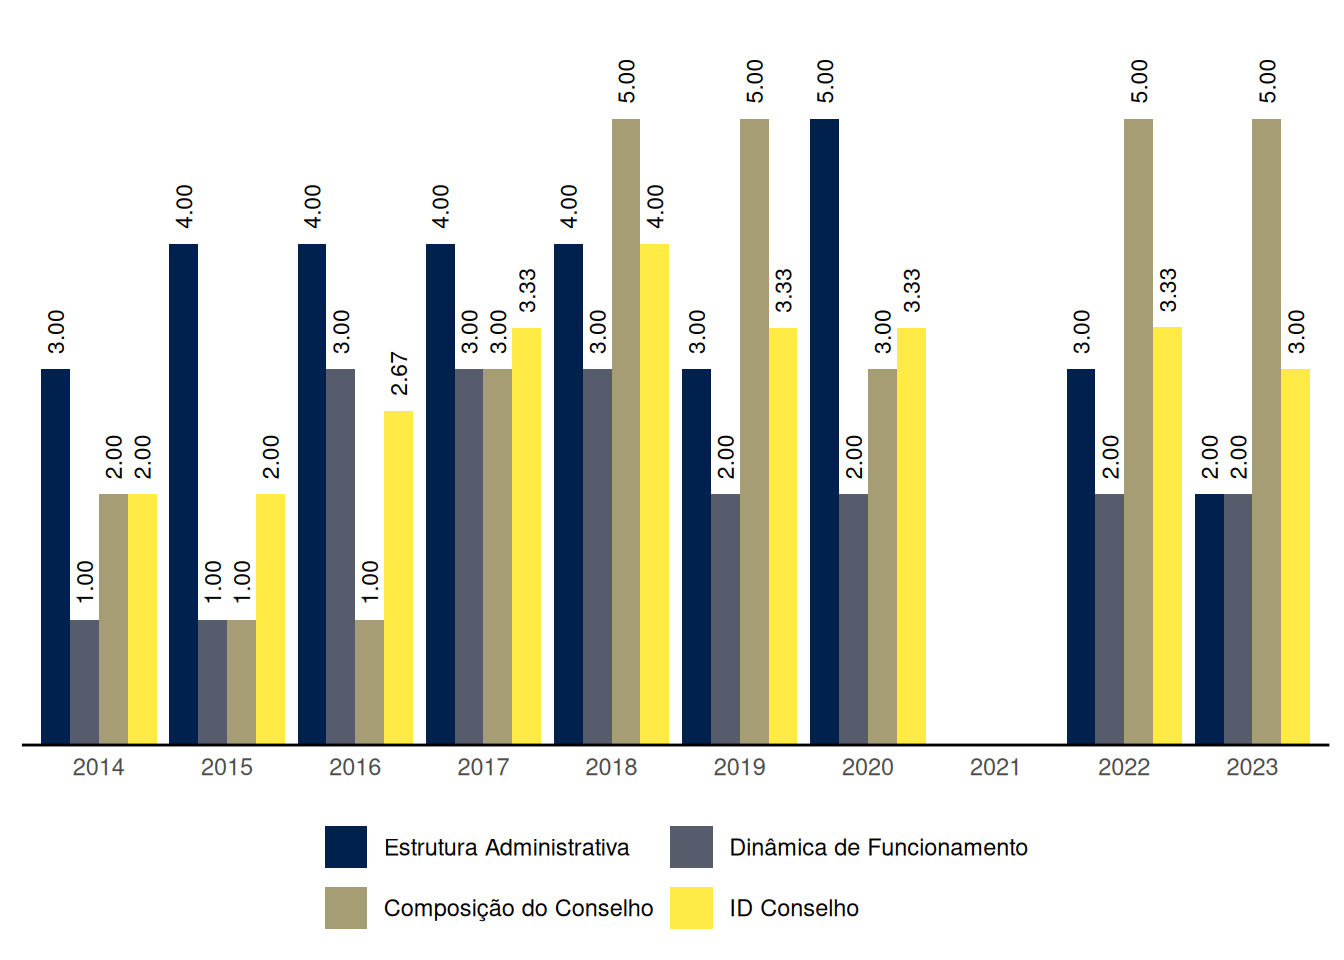 3.00 1.00 2.00 2.00 4.00 1.00 1.00 2.00 4.00 3.00 1.00 2.67 4.00 3.00 3.00 3.33 4.00 3.00 5.00 4.00 3.00 2.00 5.00 3.33 5.00 2.00 3.00 3.33 3.00 2.00 5.00 3.33 2.00 2.00 5.00 3.00
2014 2015 2016 2017 2018 2019 2020 2021 2022 2023
Estrutura Administrativa Dinâmica de Funcionamento
Composição do Conselho ID Conselho